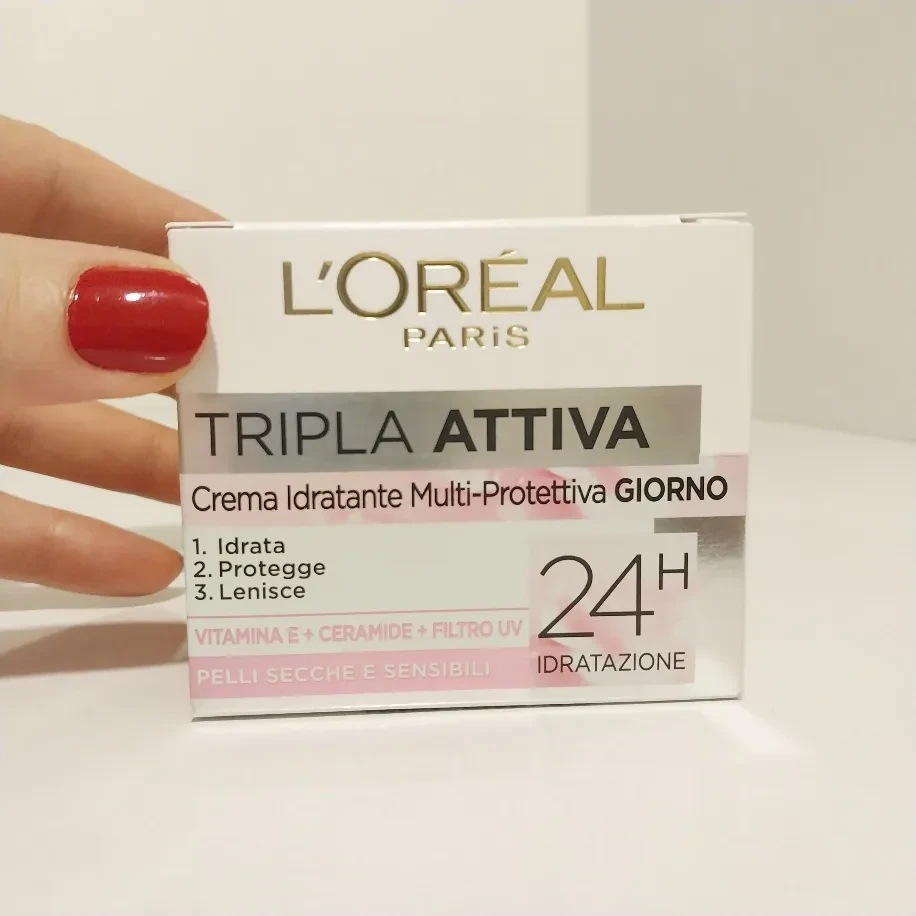 L'ORÉAL
PARiS
TRIPLA ATTIVA
Crema Idratante Multi-Protettiva GIORNO
1. Idrata
2. Protegge
3. Lenisce
VITAMINA E + CERAMIDE + FILTRO UV
PELLI SECCHE E SENSIBILI
24H
IDRATAZIONE